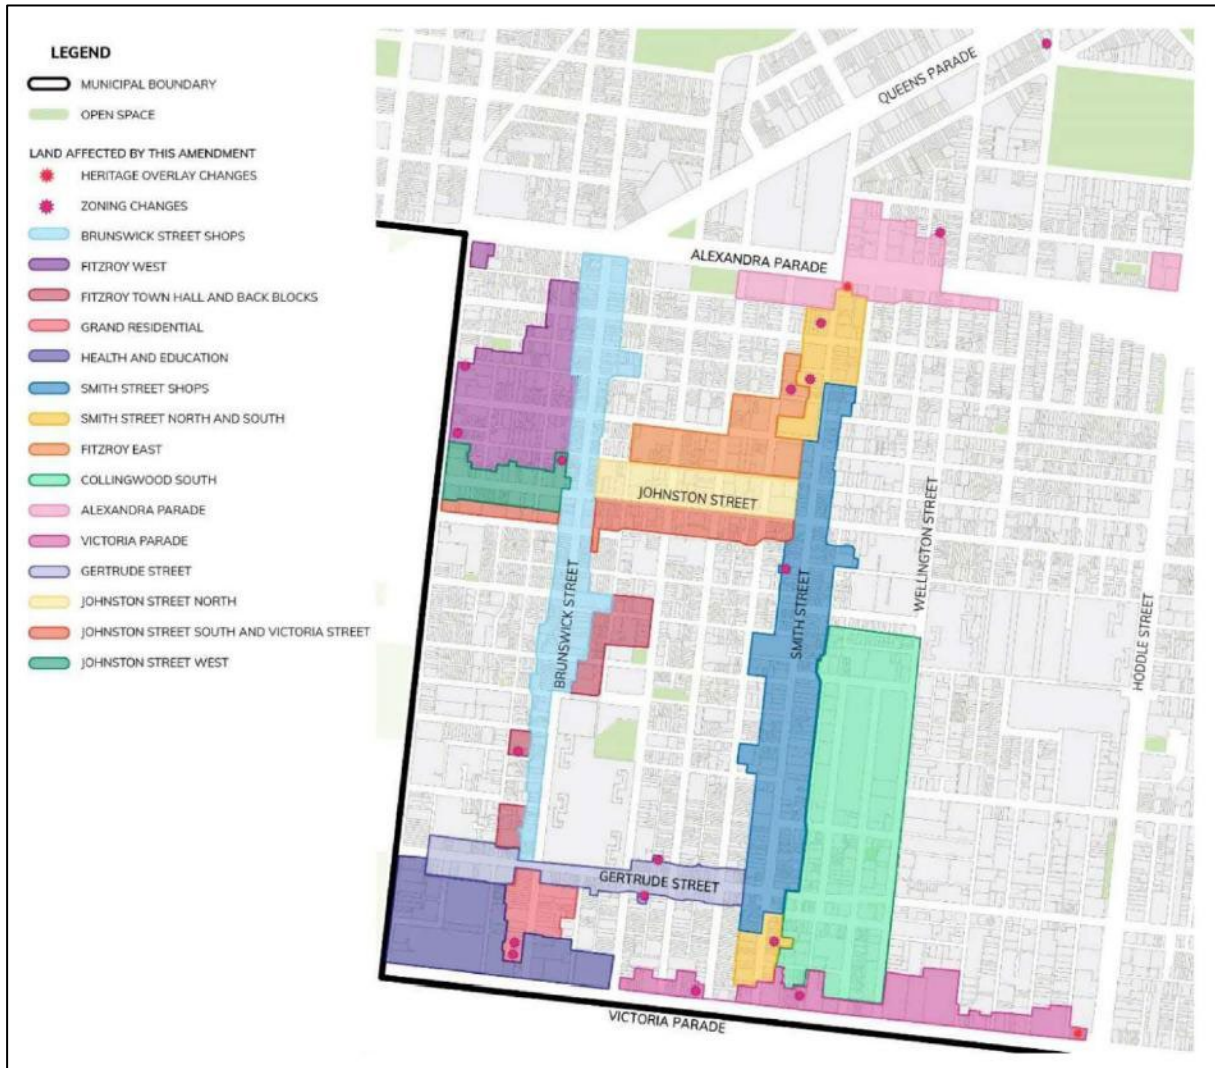 LEGEND
MUNICIPAL BOUNDARY
OPEN SPACE
LAND AFFECTED BY THIS AMENDMENT
HERITAGE OVERLAY CHANGES
ZONING CHANGES
BRUNSWICK STREET SHOPS
FITZROY WEST
FITZROY TOWN HALL AND BACK BLOCKS
GRAND RESIDENTIAL
HEALTH AND EDUCATION
SMITH STREET SHOPS
SMITH STREET NORTH AND SOUTH
FITZROY EAST
COLLINGWOOD SOUTH
ALEXANDRA PARADE
VICTORIA PARADE
GERTRUDE STREET
JOHNSTON STREET NORTH
JOHNSTON STREET SOUTH AND VICTORIA STREET
JOHNSTON STREET WEST
QUEENS PARADE
ALEXANDRA PARADE
JOHNSTON STREET
WELLINGTON STREET
BRUNSWICK STREET
SMITH STREET
HODDLE STREET
GERTRUDE STREET
VICTORIA PARADE